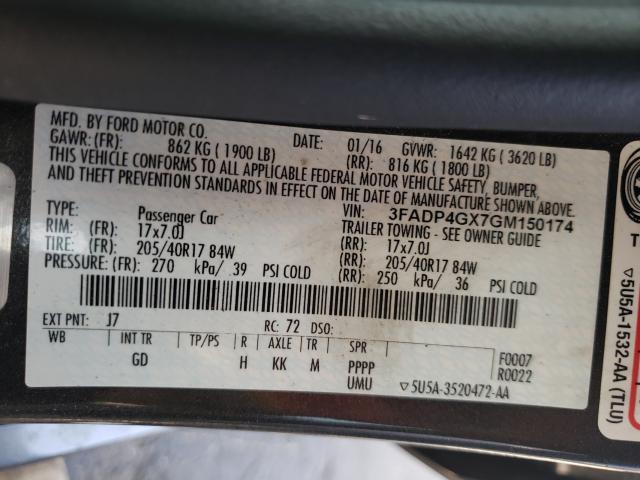 MFD. BY FORD MOTOR CO.
DATE: 01/16 GVWR: 1642 KG ( 3620 LB)
GAWR: (FR): 862 KG ( 1900 LB) (RR): 816 KG ( 1800 LB)
THIS VEHICLE CONFORMS TO ALL APPLICABLE FEDERAL MOTOR VEHICLE SAFETY, BUMPER,
AND THEFT PREVENTION STANDARDS IN EFFECT ON THE DATE OF MANUFACTURE SHOWN ABOVE.
VIN: 3FADP4GX7GM150174
TYPE: Passenger Car TRAILER TOWING - SEE OWNER GUIDE
RIM: (FR): 17x7.0J (RR): 17x7.0J
TIRE: (FR): 205/40R17 84W (RR): 205/40R17 84W
PRESSURE: (FR): 270 kPa/ 39 PSI COLD (RR): 250 kPa/ 36 PSI COLD
EXT PNT: J7 RC: 72 DSO:
WB INT TR TP/PS R AXLE TR SPR
GD H KK M PPPP
UMU
F0007
R0022
▽5U5A-3520472-AA
▽5U5A-1532-AA (TLU)